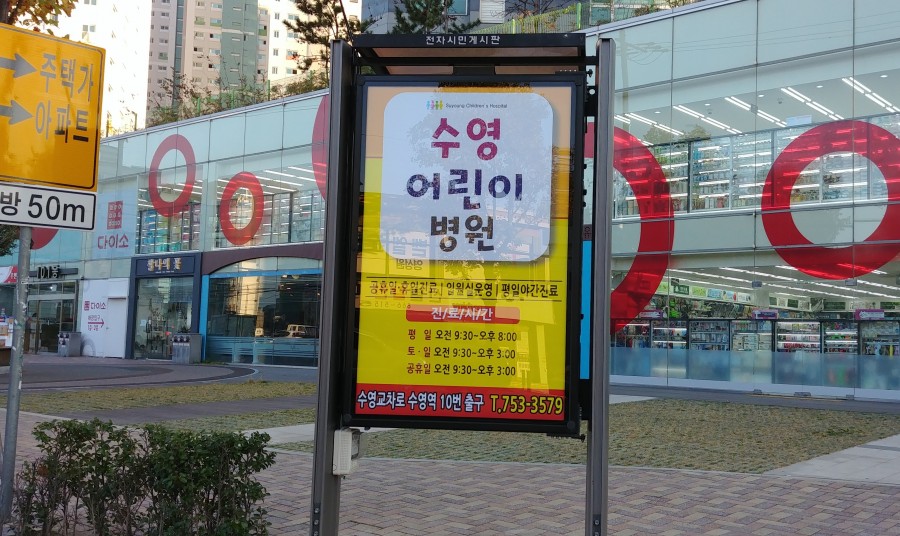 주택가
아파트
방 50m
다이소
101동
다이소
전자시민게시판
Suyoung Children's Hospital
수영
어린이
병원
공휴일·휴일진료 | 입원실운영 | 평일야간진료
진/료/시/간
평 일 오전 9:30~오후 8:00
토·일 오전 9:30~오후 3:00
공휴일 오전 9:30~오후 3:00
수영교차로 수영역 10번 출구 T.753-3579